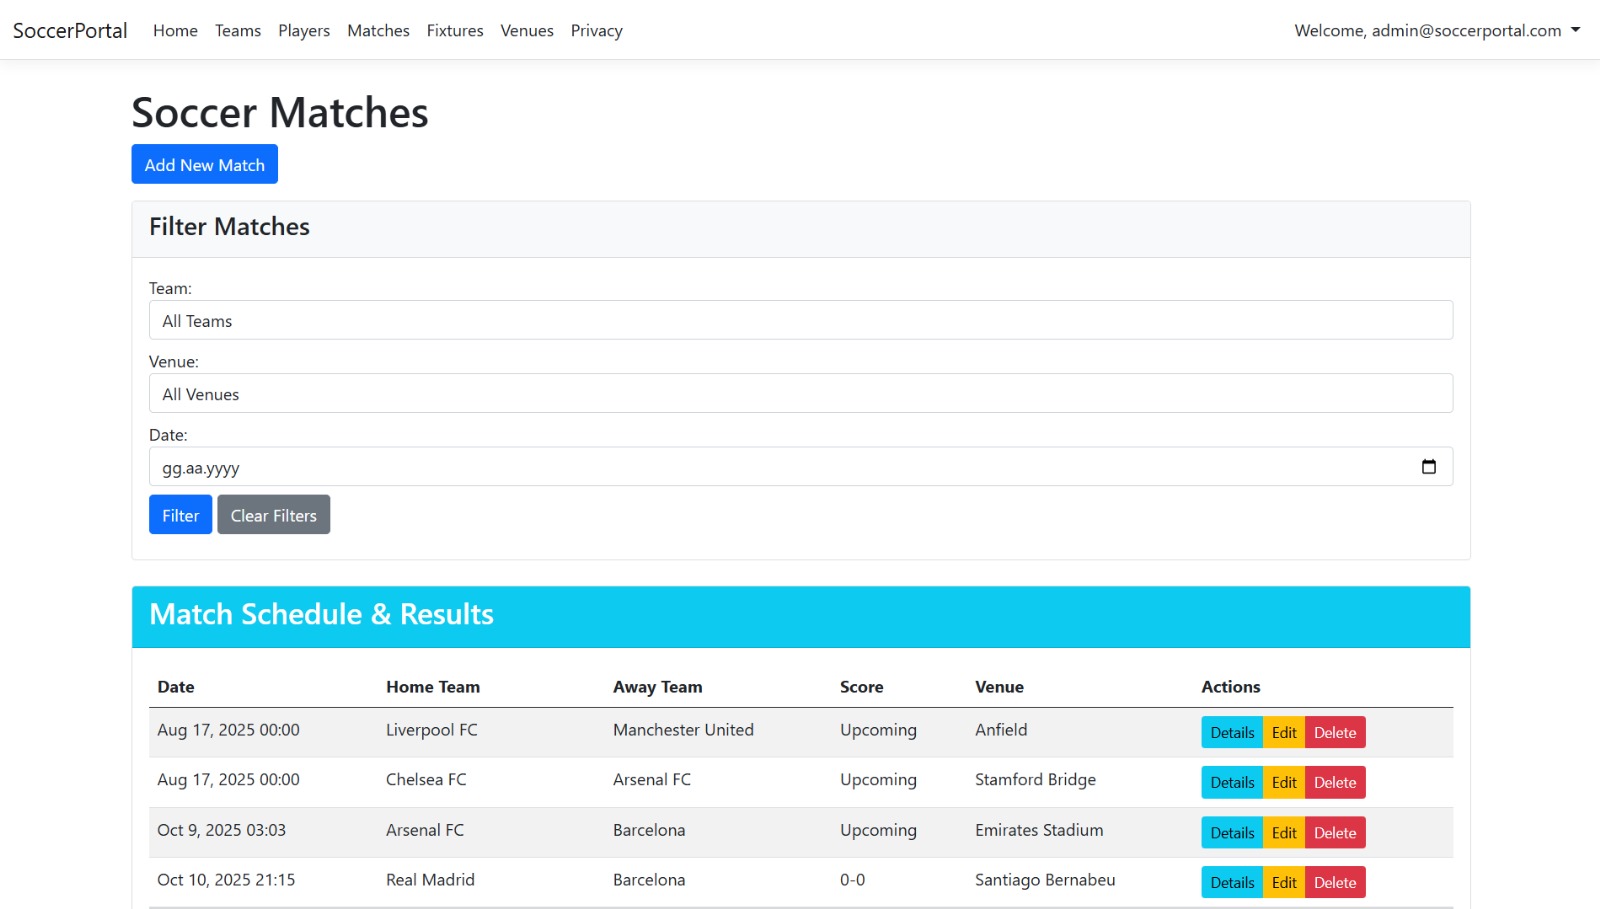 SoccerPortal Home Teams Players Matches Fixtures Venues Privacy Welcome, admin@soccerportal.com
Soccer Matches
Add New Match
Filter Matches
Team:
All Teams
Venue:
All Venues
Date:
gg.aa.yyyy
Filter Clear Filters
Match Schedule & Results
Date Home Team Away Team Score Venue Actions
Aug 17, 2025 00:00 Liverpool FC Manchester United Upcoming Anfield Details Edit Delete
Aug 17, 2025 00:00 Chelsea FC Arsenal FC Upcoming Stamford Bridge Details Edit Delete
Oct 9, 2025 03:03 Arsenal FC Barcelona Upcoming Emirates Stadium Details Edit Delete
Oct 10, 2025 21:15 Real Madrid Barcelona 0-0 Santiago Bernabeu Details Edit Delete